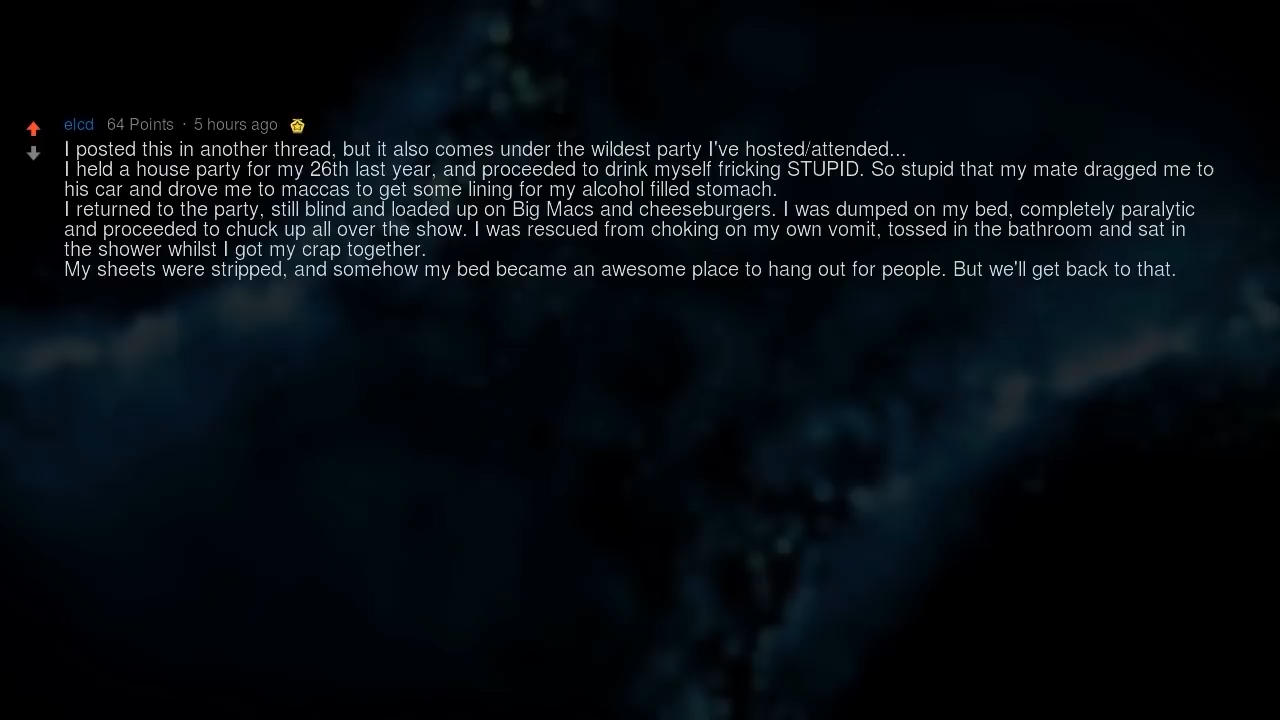 elcd 64 Points · 5 hours ago
I posted this in another thread, but it also comes under the wildest party I've hosted/attended...
I held a house party for my 26th last year, and proceeded to drink myself fricking STUPID. So stupid that my mate dragged me to
his car and drove me to maccas to get some lining for my alcohol filled stomach.
I returned to the party, still blind and loaded up on Big Macs and cheeseburgers. I was dumped on my bed, completely paralytic
and proceeded to chuck up all over the show. I was rescued from choking on my own vomit, tossed in the bathroom and sat in
the shower whilst I got my crap together.
My sheets were stripped, and somehow my bed became an awesome place to hang out for people. But we'll get back to that.